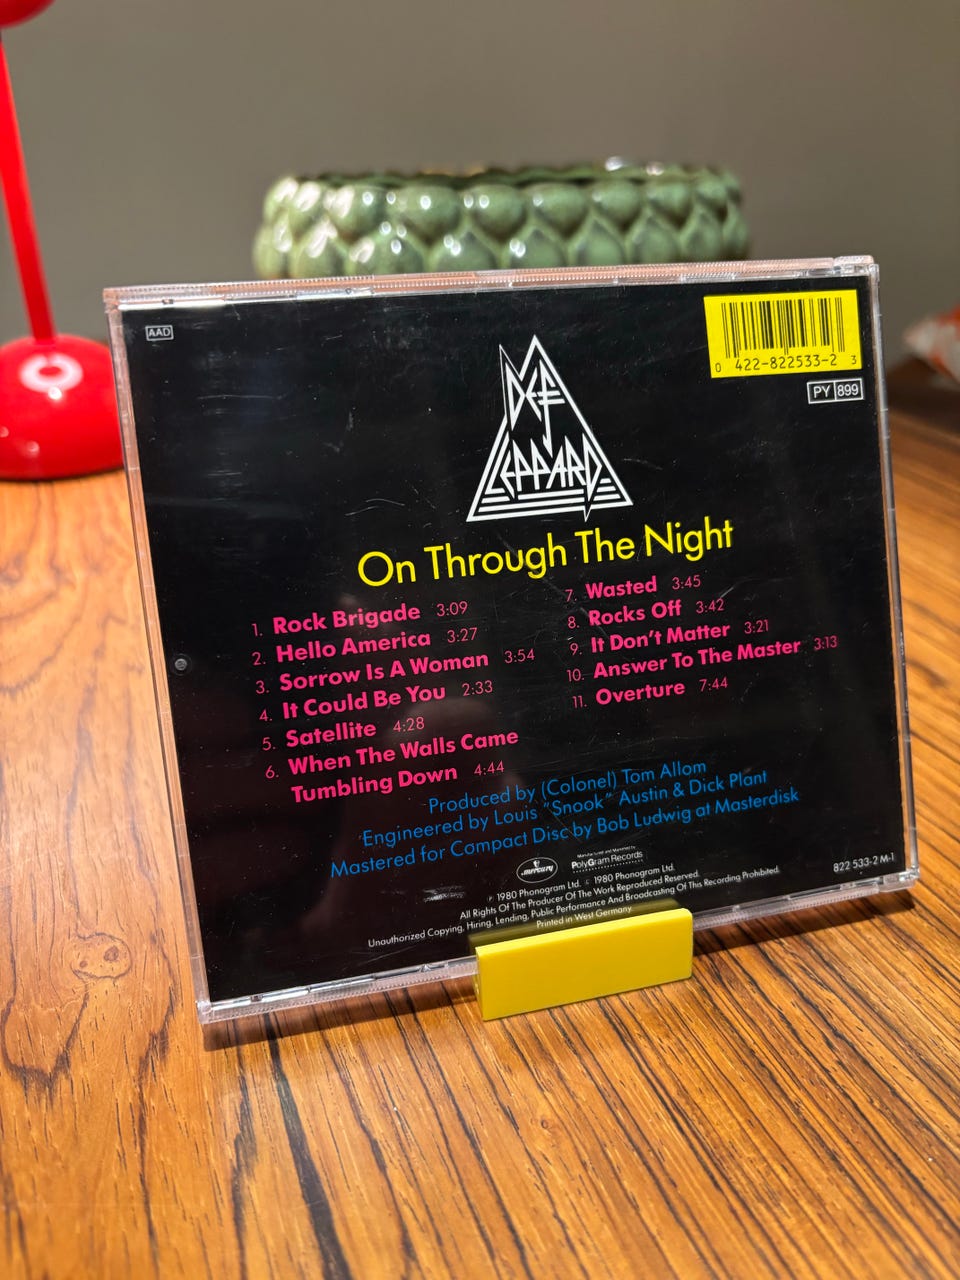 AAD
0 422-822533-2 3
PY 899
DEF
LEPPARD
On Through The Night
1. Rock Brigade 3:09
2. Hello America 3:27
3. Sorrow Is A Woman 3:54
4. It Could Be You 2:33
5. Satellite 4:28
6. When The Walls Came
Tumbling Down 4:44
7. Wasted 3:45
8. Rocks Off 3:42
9. It Don't Matter 3:21
10. Answer To The Master 3:13
11. Overture 7:44
Produced by (Colonel) Tom Allom
Engineered by Louis "Snook" Austin & Dick Plant
Mastered for Compact Disc by Bob Ludwig at Masterdisk
mercury
Manufactured and Marketed by
PolyGram Records
℗ 1980 Phonogram Ltd. © 1980 Phonogram Ltd.
All Rights Of The Producer Of The Work Reproduced Reserved.
Unauthorized Copying, Hiring, Lending, Public Performance And Broadcasting Of This Recording Prohibited.
Printed in West Germany
822 533-2 M-1